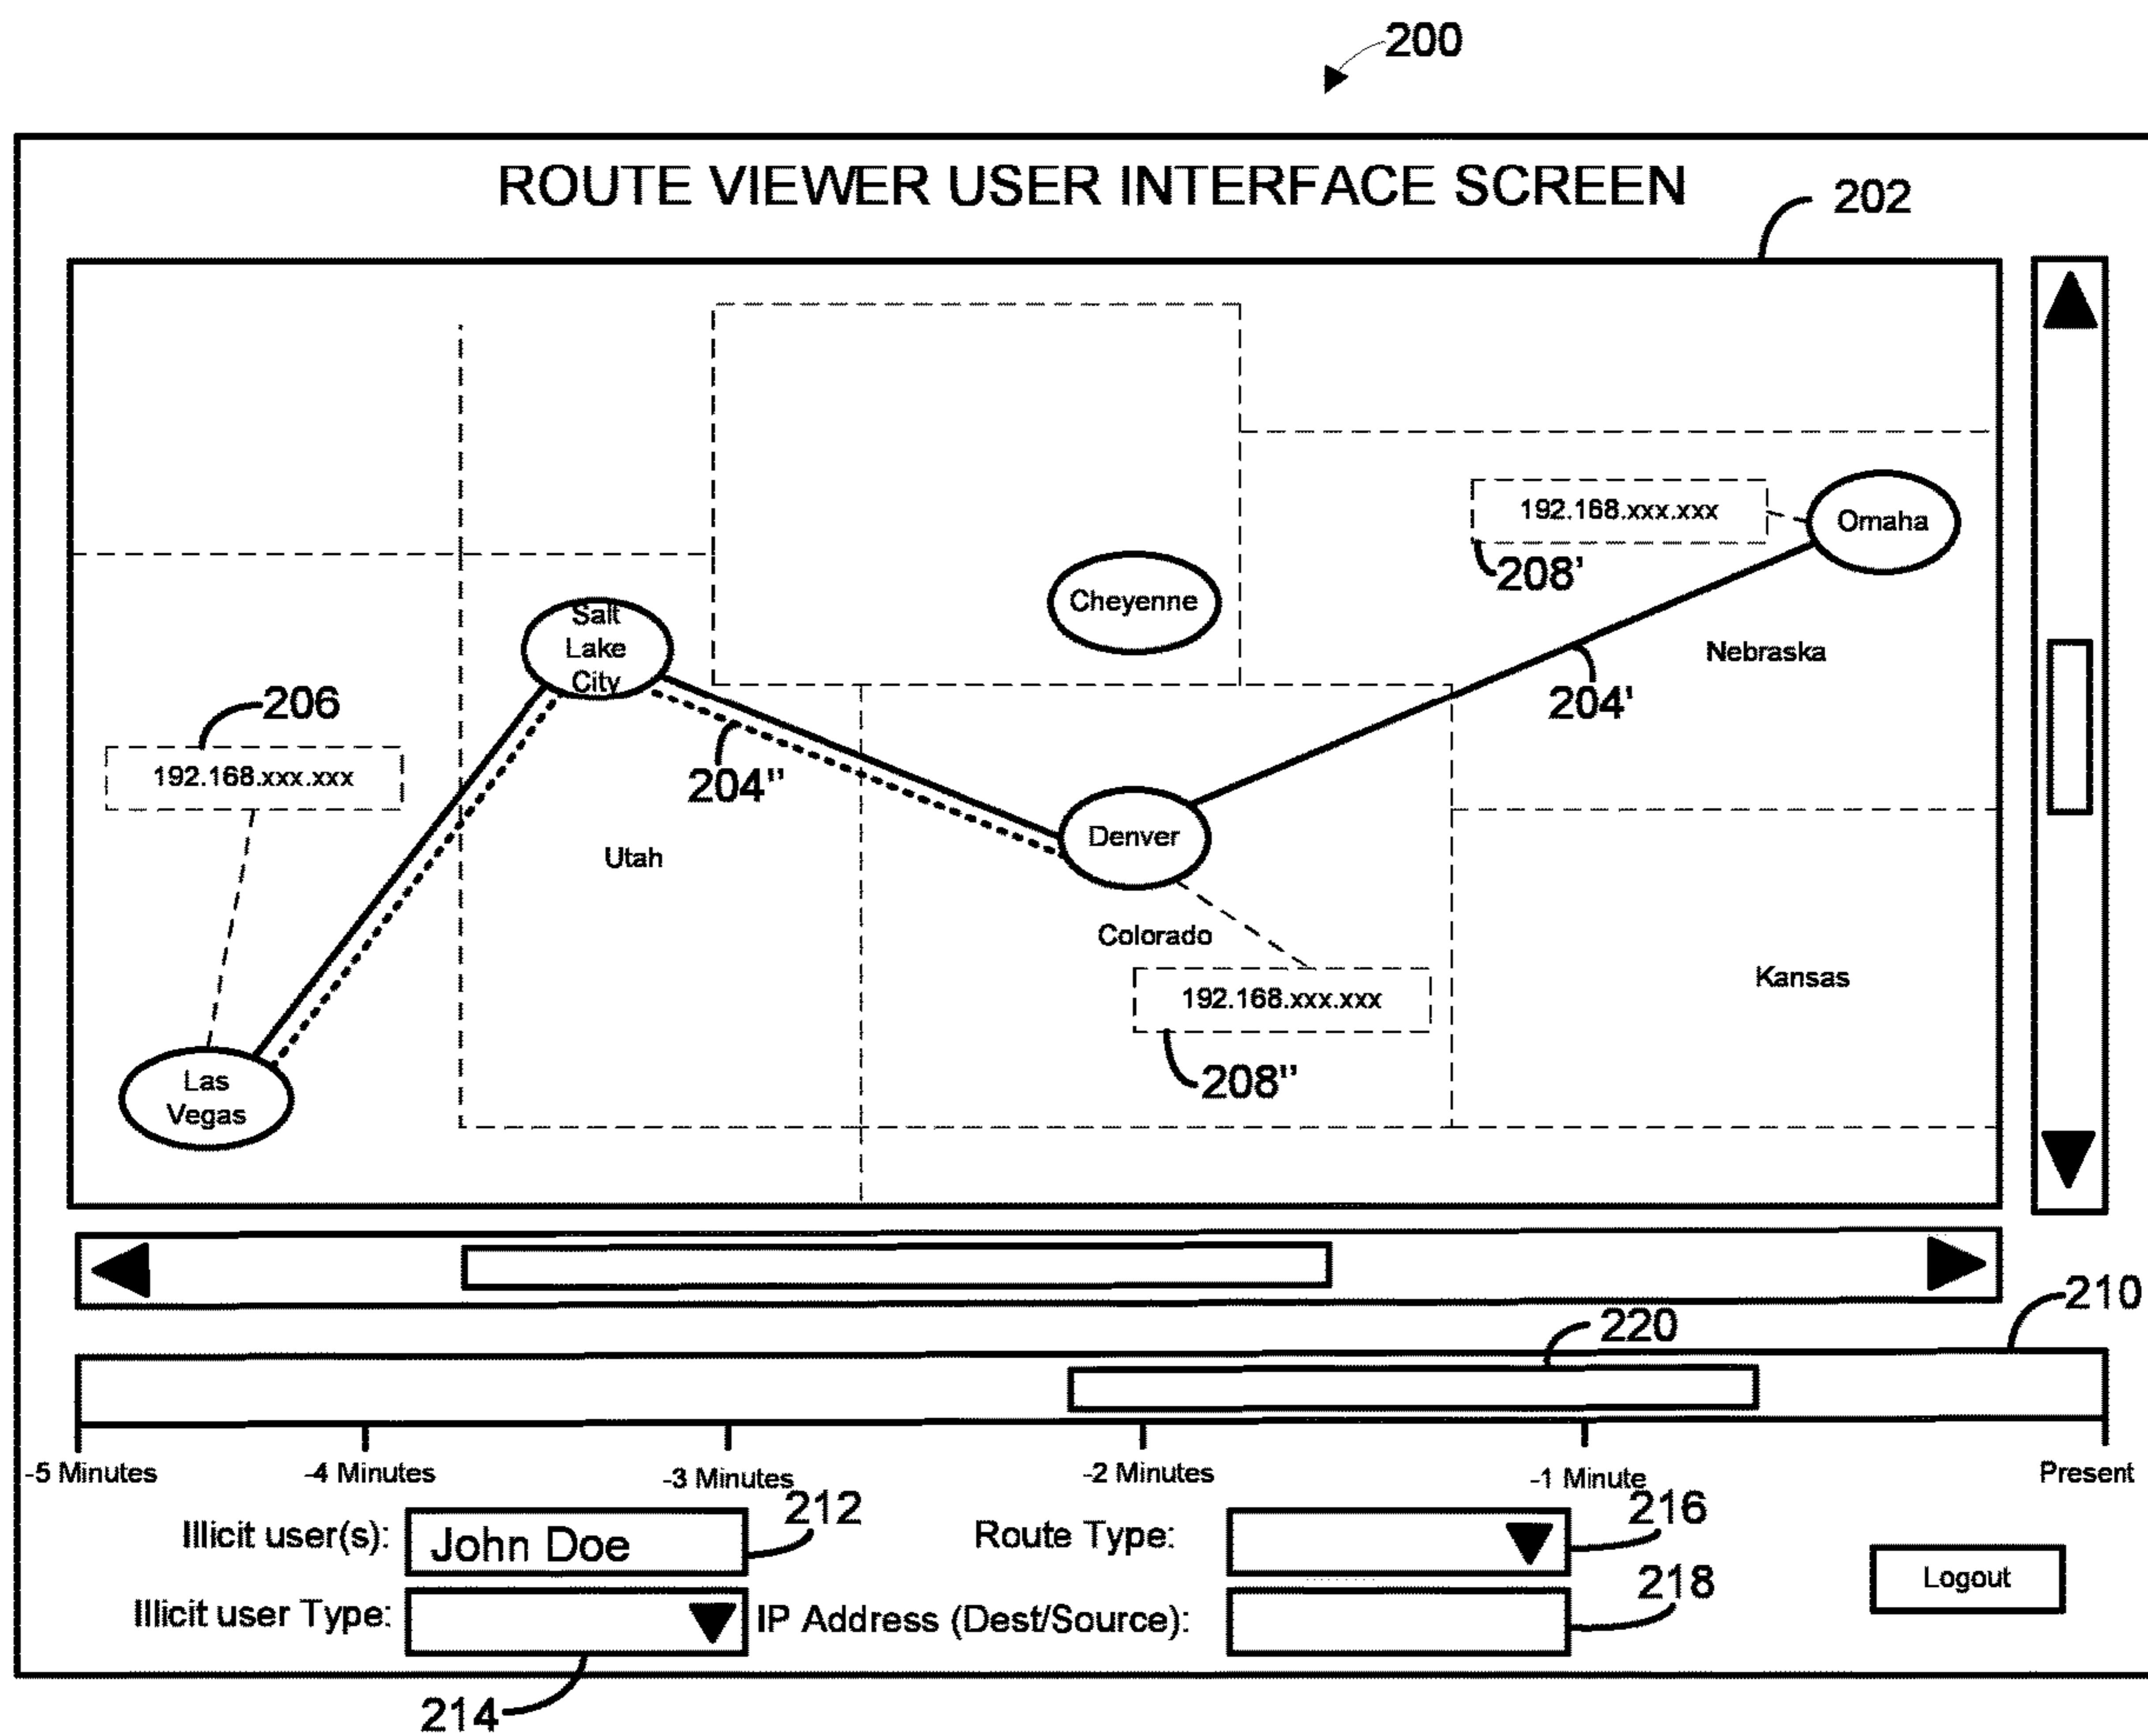 200
ROUTE VIEWER USER INTERFACE SCREEN
202
192.168.xxx.xxx
Omaha
208'
Cheyenne
Salt
Lake
City
Nebraska
204'
206
192.168.xxx.xxx
204"
Denver
Utah
Colorado
192.168.xxx.xxx
Kansas
208"
Las
Vegas
210
220
-5 Minutes
-4 Minutes
-3 Minutes
-2 Minutes
-1 Minute
Present
Illicit user(s):
John Doe
212
Route Type:
216
Logout
Illicit user Type:
IP Address (Dest/Source):
218
214